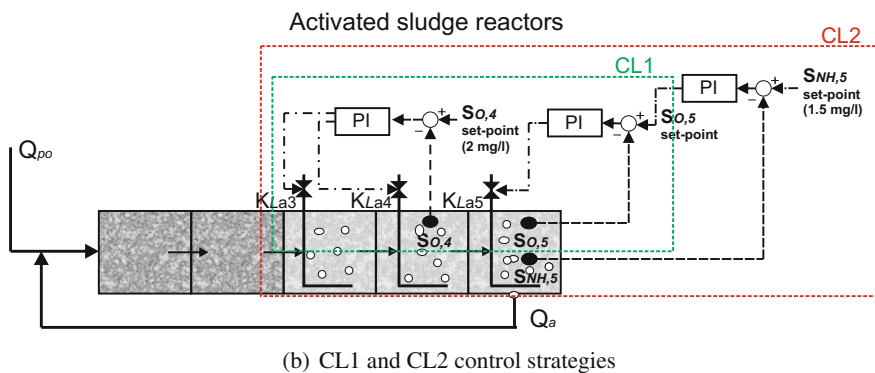 Activated sludge reactors
CL2
CL1
PI
+
−
S_NH,5
set-point
(1.5 mg/l)
PI
+
−
S_O,4
set-point
(2 mg/l)
PI
+
−
S_O,5
set-point
Q_po
K_La3
K_La4
K_La5
S_O,4
S_O,5
S_NH,5
Q_a
(b) CL1 and CL2 control strategies